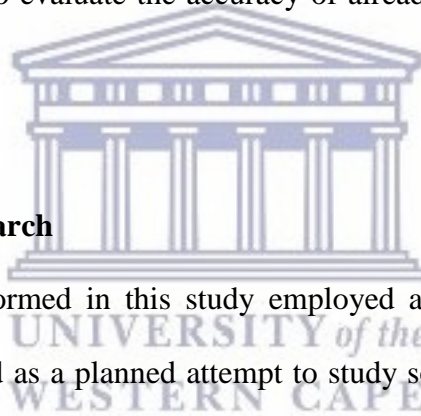 o evaluate the accuracy of alread
arch
ormed in this study employed a
UNIVERSITY of the
d as a planned attempt to study s
WESTERN CAPE